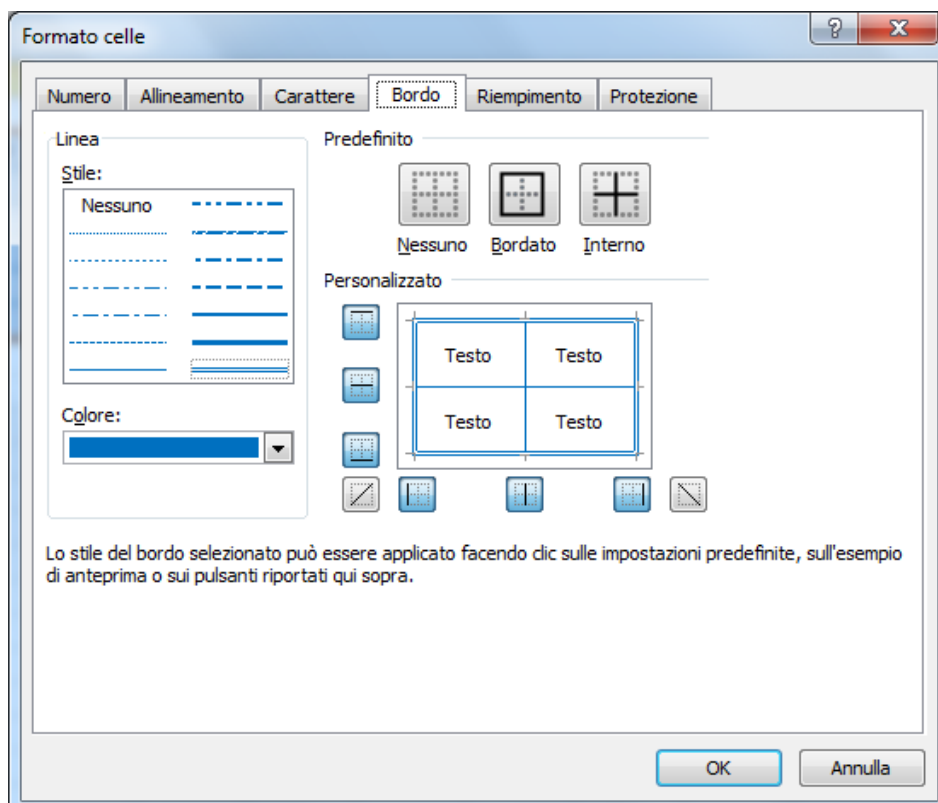 Formato celle
Numero Allineamento Carattere Bordo Riempimento Protezione
Linea
Stile:
Nessuno
Colore:
Predefinito
Nessuno Bordato Interno
Personalizzato
Testo Testo
Testo Testo
Lo stile del bordo selezionato può essere applicato facendo clic sulle impostazioni predefinite, sull'esempio
di anteprima o sui pulsanti riportati qui sopra.
OK Annulla